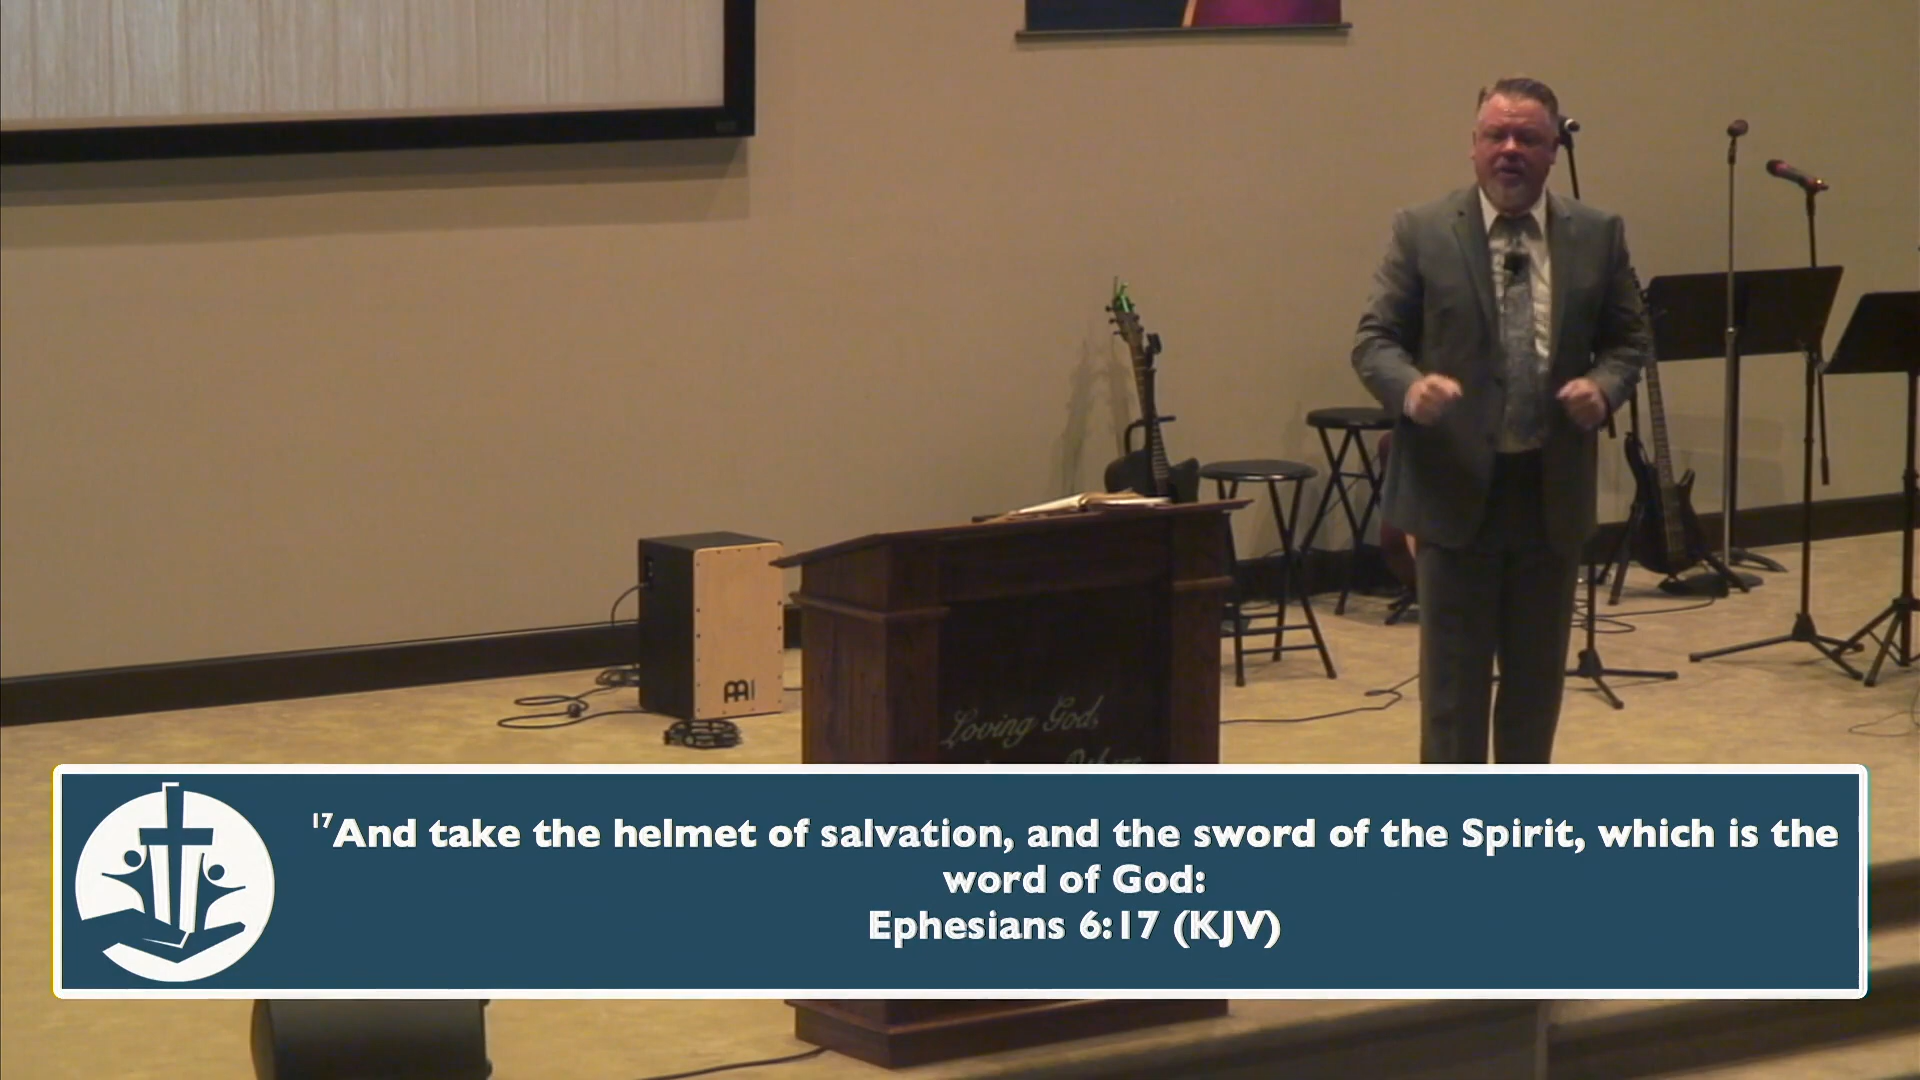 Loving God,
Others
¹⁷And take the helmet of salvation, and the sword of the Spirit, which is the
word of God:
Ephesians 6:17 (KJV)